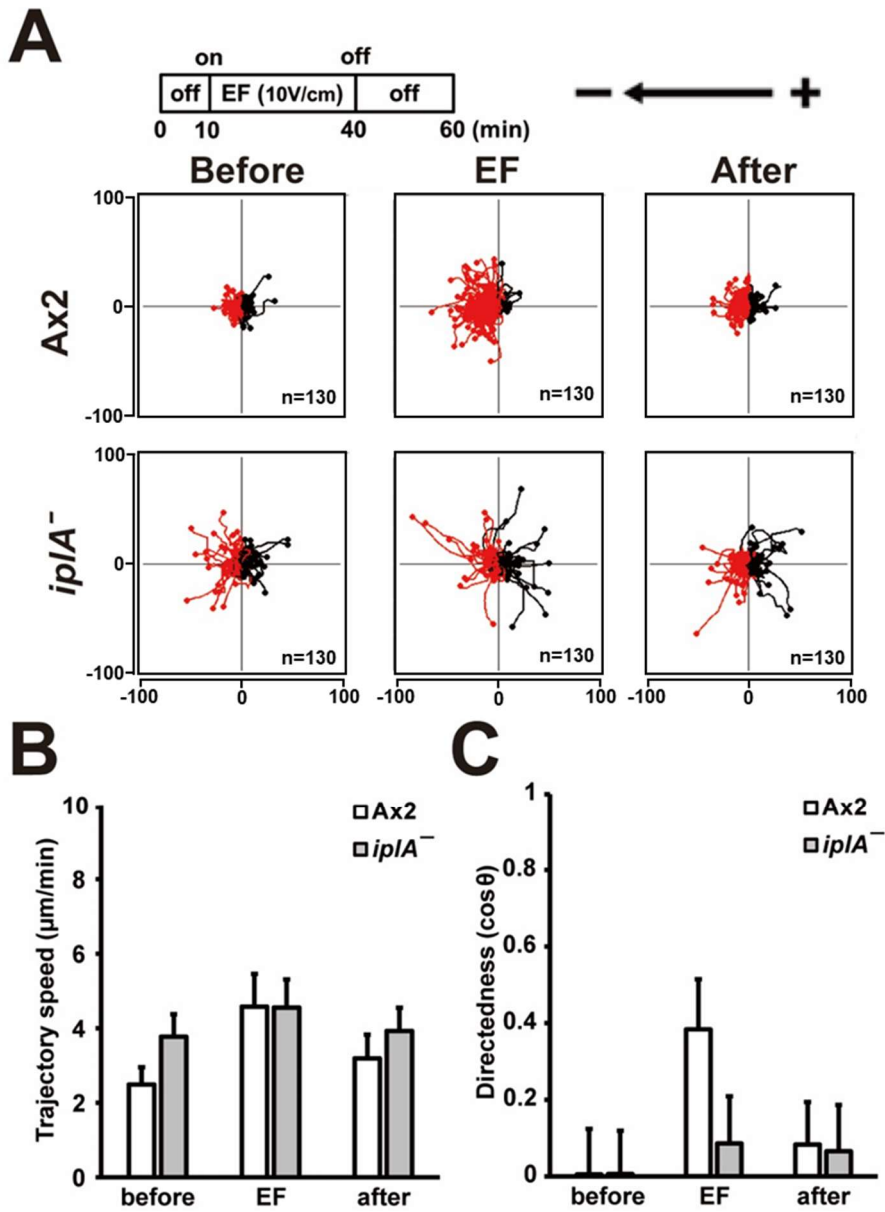 A
on off
off EF (10V/cm) off
0 10 40 60 (min)
− +
Before EF After
Ax2
100
0
-100
n=130 n=130 n=130
iplA−
100
0
-100
n=130 n=130 n=130
-100 0 100 -100 0 100 -100 0 100
B
Trajectory speed (µm/min)
10
8
6
4
2
0
Ax2
iplA−
before EF after
C
Directedness (cosθ)
1
0.8
0.6
0.4
0.2
0
Ax2
iplA−
before EF after